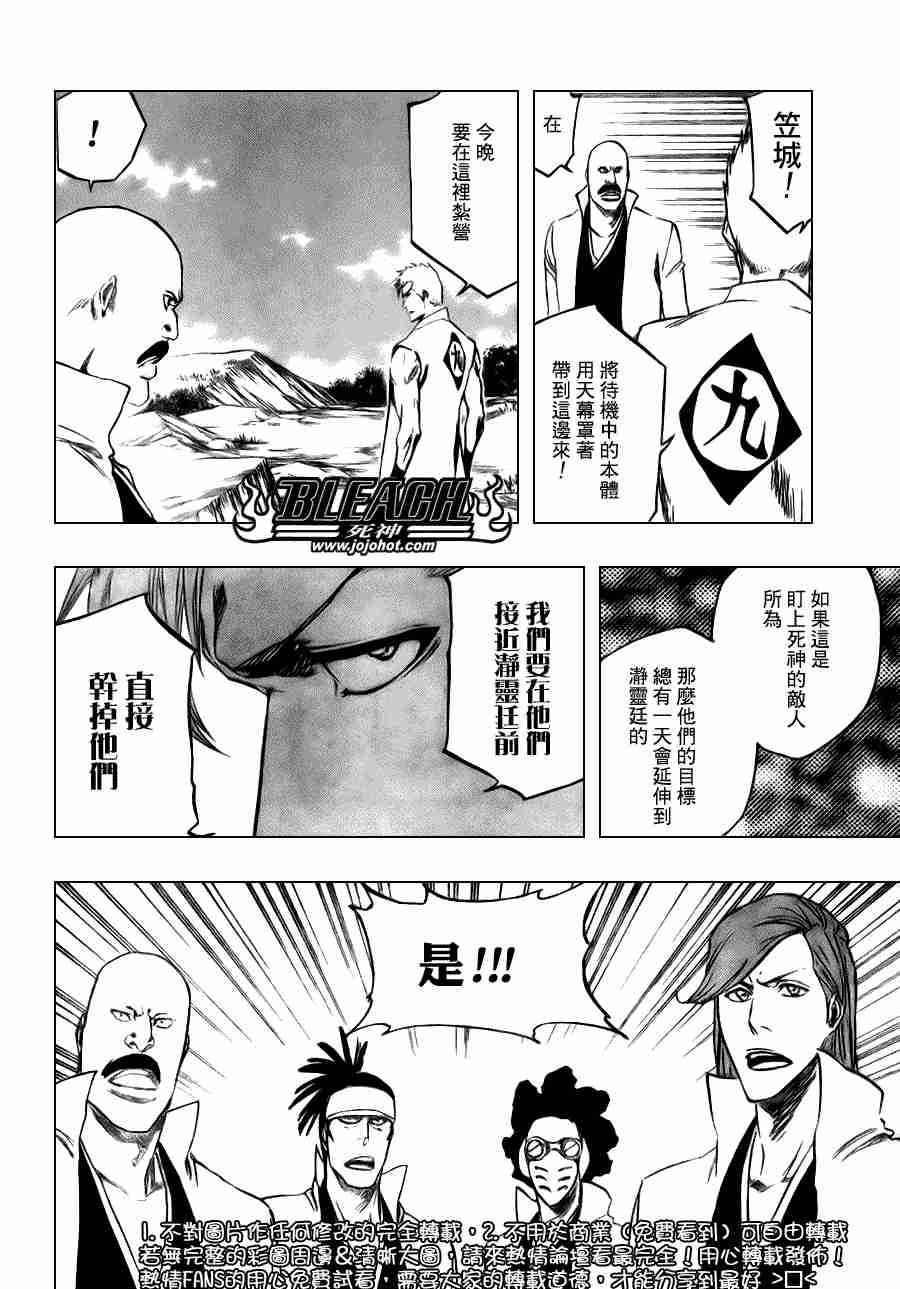 笠城！
在
將待機中的本體
用天幕罩著
帶到這邊來！
九
今晚
要在這裡紮營
！
九
BLEACH
死神
www.jojohot.com
如果這是
盯上死神的敵人
所為
那麼他們的目標
總有一天會延伸到
瀞靈廷的
我們要在他們
接近瀞靈廷前
直接
幹掉他們
是!!!
1. 不對圖片作任何修改的完全轉載，2. 不用於商業（免費看到）可自由轉載
若無完整的彩圖周漫&清晰大圖，請來熱情論壇看最完全！用心轉載發佈！
熱情FANS的用心免費試看，需要大家的轉載道德，才能分享到最好 >口<